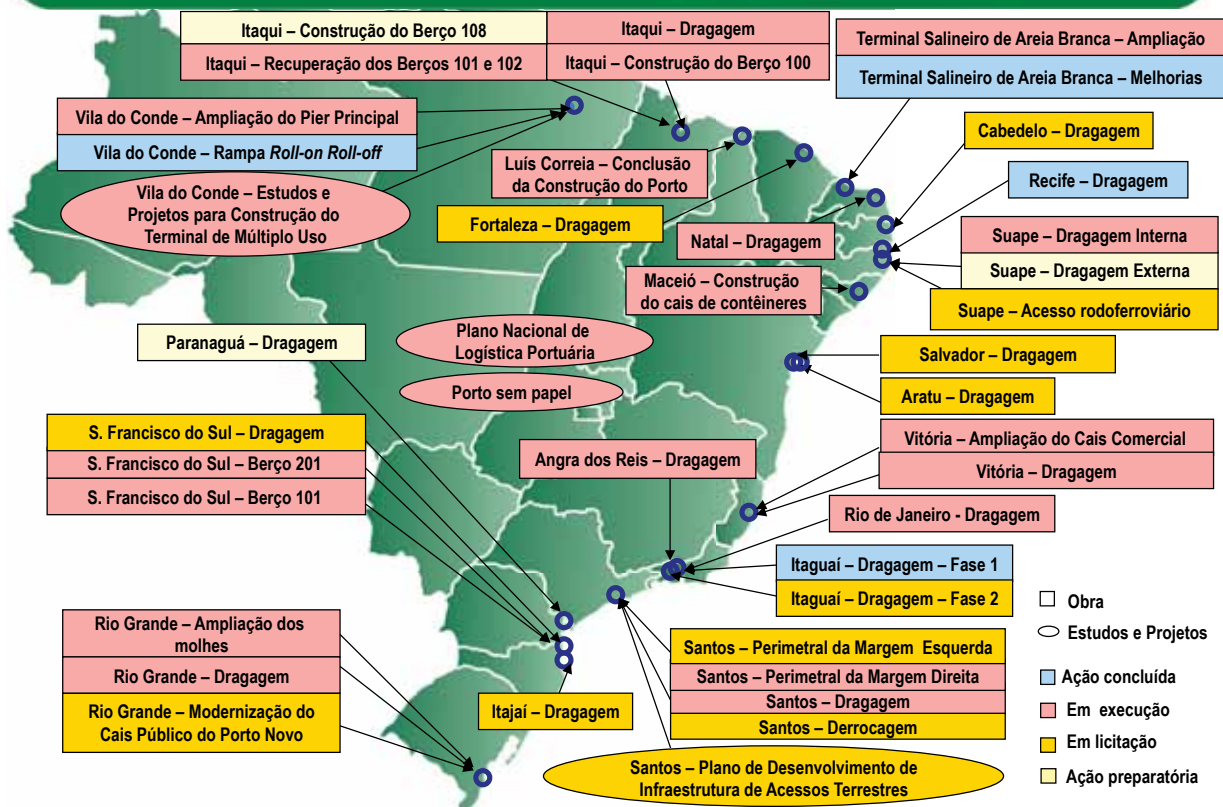 Itaqui – Construção do Berço 108
Itaqui – Recuperação dos Berços 101 e 102
Itaqui – Dragagem
Itaqui – Construção do Berço 100
Terminal Salineiro de Areia Branca – Ampliação
Terminal Salineiro de Areia Branca – Melhorias
Vila do Conde – Ampliação do Pier Principal
Vila do Conde – Rampa Roll-on Roll-off
Vila do Conde – Estudos e
Projetos para Construção do
Terminal de Múltiplo Uso
Luís Correia – Conclusão
da Construção do Porto
Cabedelo – Dragagem
Recife – Dragagem
Fortaleza – Dragagem
Natal – Dragagem
Suape – Dragagem Interna
Suape – Dragagem Externa
Suape – Acesso rodoferroviário
Maceió – Construção
do cais de contêineres
Paranaguá – Dragagem
Plano Nacional de
Logística Portuária
Porto sem papel
Salvador – Dragagem
Aratu – Dragagem
S. Francisco do Sul – Dragagem
S. Francisco do Sul – Berço 201
S. Francisco do Sul – Berço 101
Angra dos Reis – Dragagem
Vitória – Ampliação do Cais Comercial
Vitória – Dragagem
Rio de Janeiro - Dragagem
Itaguaí – Dragagem – Fase 1
Itaguaí – Dragagem – Fase 2
Rio Grande – Ampliação dos
molhes
Rio Grande – Dragagem
Rio Grande – Modernização do
Cais Público do Porto Novo
Itajaí – Dragagem
Santos – Perimetral da Margem Esquerda
Santos – Perimetral da Margem Direita
Santos – Dragagem
Santos – Derrocagem
Santos – Plano de Desenvolvimento de
Infraestrutura de Acessos Terrestres
Obra
Estudos e Projetos
Ação concluída
Em execução
Em licitação
Ação preparatória